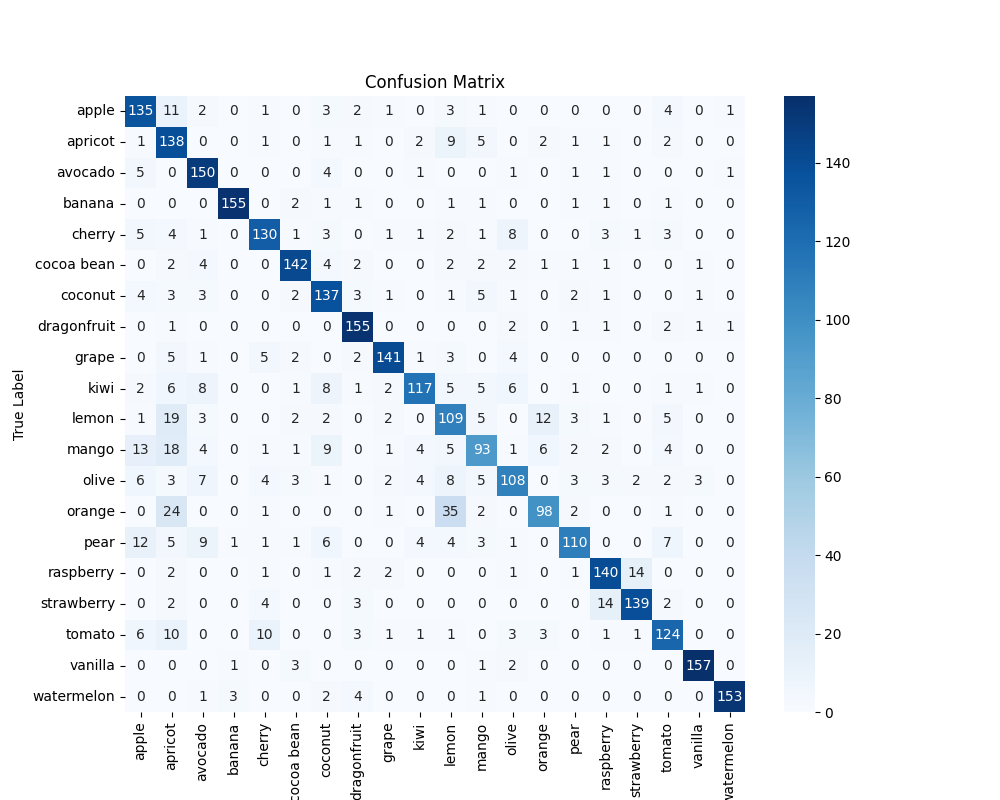 Confusion Matrix
True Label
apple 135 11 2 0 1 0 3 2 1 0 3 1 0 0 0 0 0 4 0 1
apricot 1 138 0 0 1 0 1 1 0 2 9 5 0 2 1 1 0 2 0 0
avocado 5 0 150 0 0 0 4 0 0 1 0 0 1 0 1 1 0 0 0 1
banana 0 0 0 155 0 2 1 1 0 0 1 1 0 0 1 1 0 1 0 0
cherry 5 4 1 0 130 1 3 0 1 1 2 1 8 0 0 3 1 3 0 0
cocoa bean 0 2 4 0 0 142 4 2 0 0 2 2 2 1 1 1 0 0 1 0
coconut 4 3 3 0 0 2 137 3 1 0 1 5 1 0 2 1 0 0 1 0
dragonfruit 0 1 0 0 0 0 0 155 0 0 0 0 2 0 1 1 0 2 1 1
grape 0 5 1 0 5 2 0 2 141 1 3 0 4 0 0 0 0 0 0 0
kiwi 2 6 8 0 0 1 8 1 2 117 5 5 6 0 1 0 0 1 1 0
lemon 1 19 3 0 0 2 2 0 2 0 109 5 0 12 3 1 0 5 0 0
mango 13 18 4 0 1 1 9 0 1 4 5 93 1 6 2 2 0 4 0 0
olive 6 3 7 0 4 3 1 0 2 4 8 5 108 0 3 3 2 2 3 0
orange 0 24 0 0 1 0 0 0 1 0 35 2 0 98 2 0 0 1 0 0
pear 12 5 9 1 1 1 6 0 0 4 4 3 1 0 110 0 0 7 0 0
raspberry 0 2 0 0 1 0 1 2 2 0 0 0 1 0 1 140 14 0 0 0
strawberry 0 2 0 0 4 0 0 3 0 0 0 0 0 0 0 14 139 2 0 0
tomato 6 10 0 0 10 0 0 3 1 1 1 0 3 3 0 1 1 124 0 0
vanilla 0 0 0 1 0 3 0 0 0 0 0 1 2 0 0 0 0 0 157 0
watermelon 0 0 1 3 0 0 2 4 0 0 0 1 0 0 0 0 0 0 0 153
apple apricot avocado banana cherry cocoa bean coconut dragonfruit grape kiwi lemon mango olive orange pear raspberry strawberry tomato vanilla watermelon
140
120
100
80
60
40
20
0